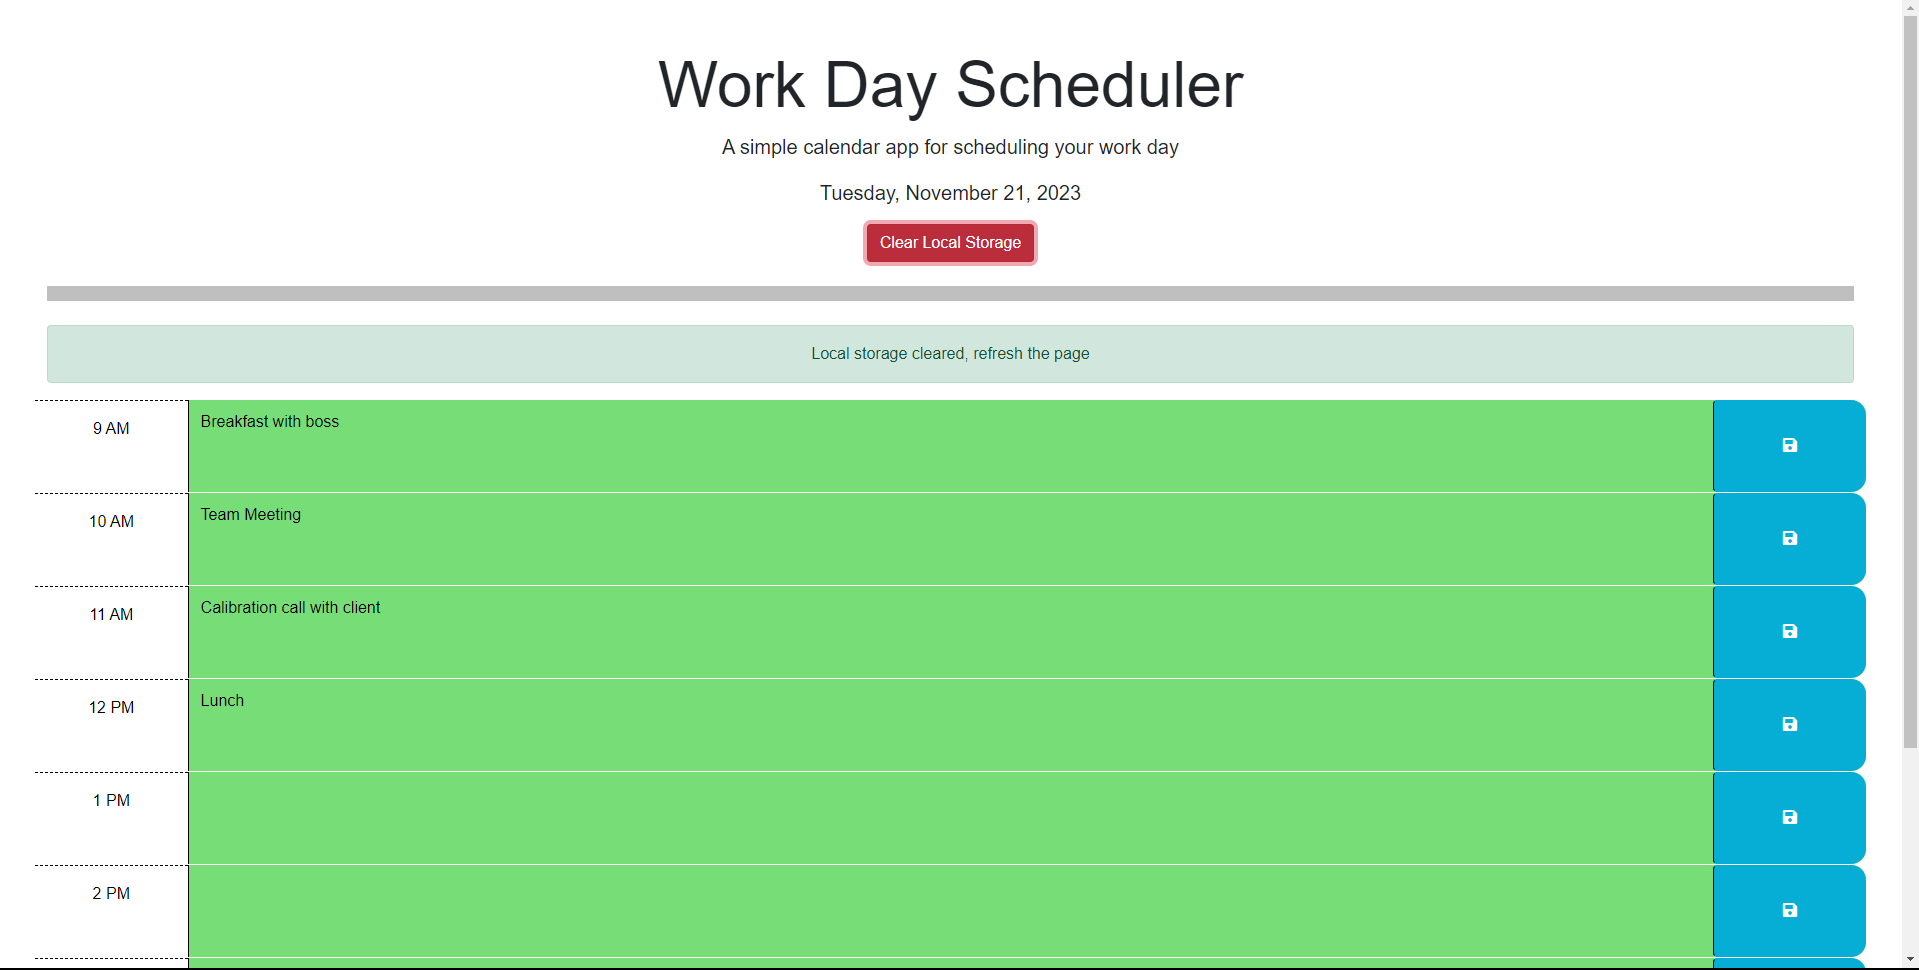 Work Day Scheduler
A simple calendar app for scheduling your work day
Tuesday, November 21, 2023
Clear Local Storage
Local storage cleared, refresh the page
9 AM
Breakfast with boss
10 AM
Team Meeting
11 AM
Calibration call with client
12 PM
Lunch
1 PM
2 PM